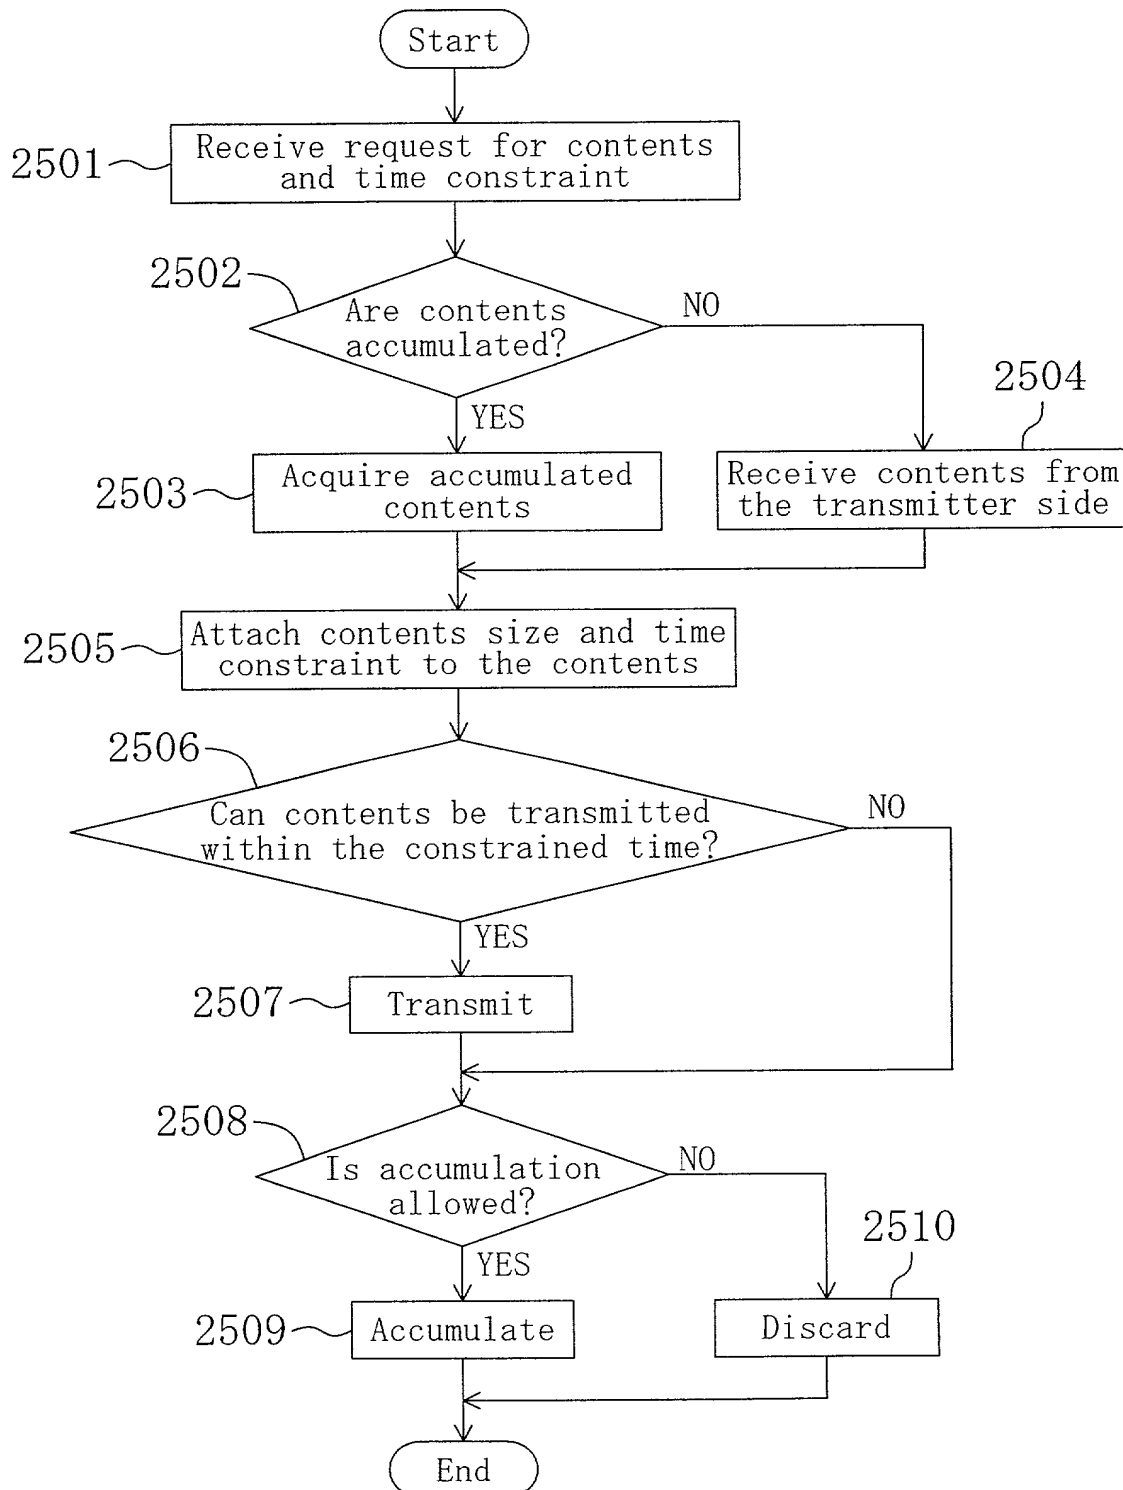 Start
2501
Receive request for contents
and time constraint
2502
Are contents
accumulated?
NO
YES
2504
2503
Acquire accumulated
contents
Receive contents from
the transmitter side
2505
Attach contents size and time
constraint to the contents
2506
Can contents be transmitted
within the constrained time?
NO
YES
2507
Transmit
2508
Is accumulation
allowed?
NO
YES
2510
2509
Accumulate
Discard
End